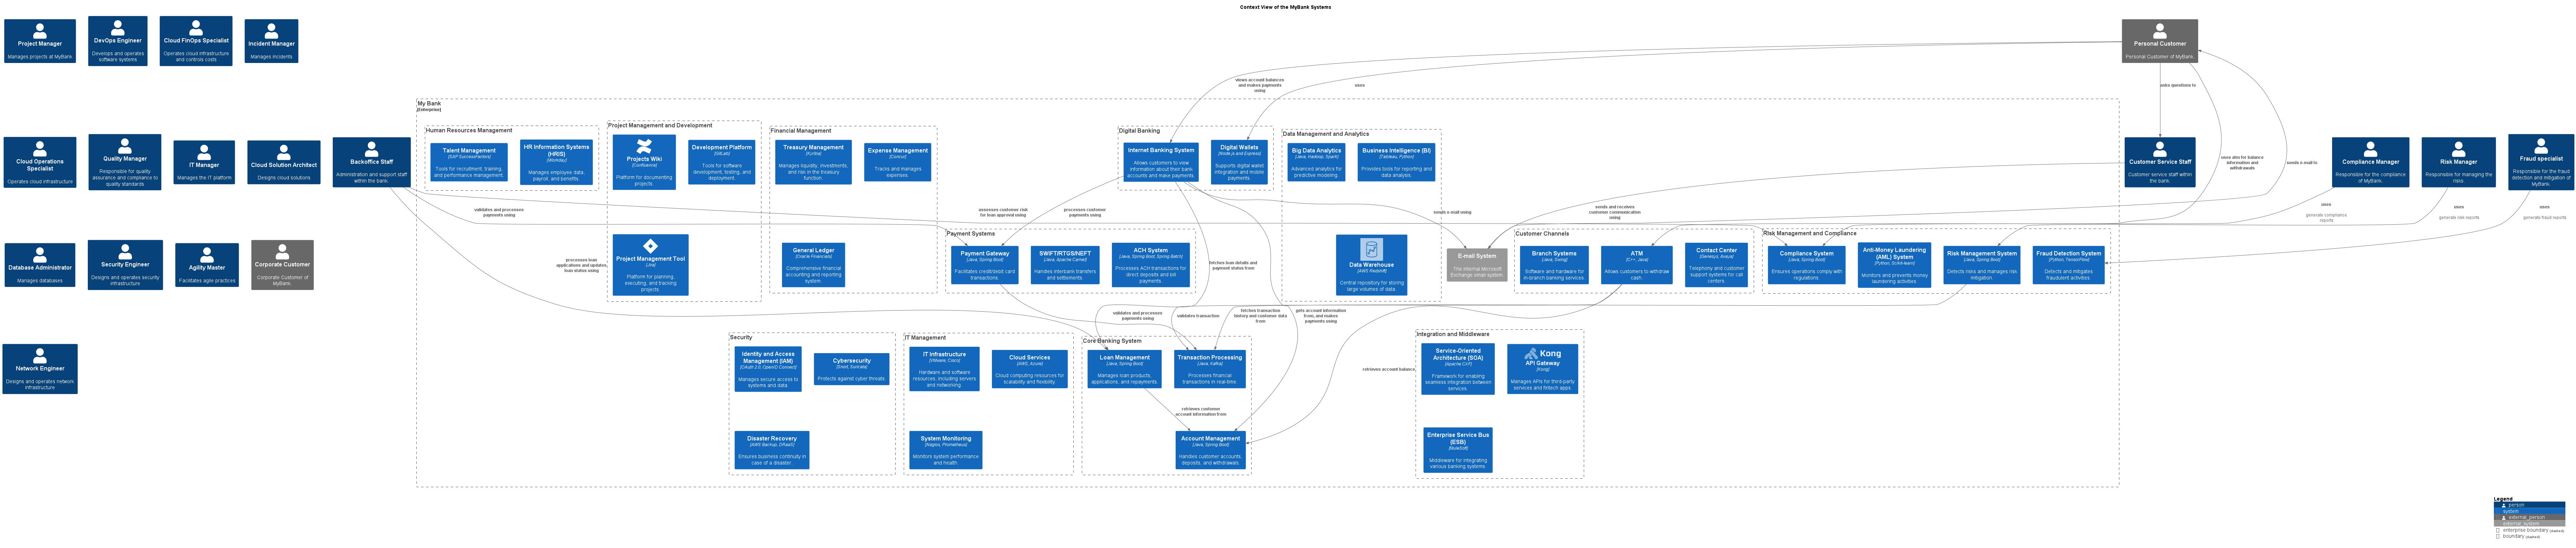 Context View of the MyBank Systems
Project Manager
Manages projects at MyBank.
DevOps Engineer
Develops and operates
software systems
Cloud FinOps Specialist
Operates cloud infrastructure
and controls costs
Incident Manager
Manages incidents
Personal Customer
Personal Customer of MyBank.
views account balances
and makes payments
using
uses
asks questions to
My Bank
[Enterprise]
Cloud Operations
Specialist
Operates cloud infrastructure
Quality Manager
Responsible for quality
assurance and compliance to
quality standards
IT Manager
Manages the IT platform
Cloud Solution Architect
Designs cloud solutions
Backoffice Staff
Administration and support staff
within the bank.
Human Resources Management
Talent Management
[SAP SuccessFactors]
Tools for recruitment, training,
and performance management.
HR Information Systems
(HRIS)
[Workday]
Manages employee data,
payroll, and benefits.
Project Management and Development
Projects Wiki
[Confluence]
Platform for documenting
projects.
Development Platform
[GitLab]
Tools for software
development, testing, and
deployment.
Financial Management
Treasury Management
[Kyriba]
Manages liquidity, investments,
and risk in the treasury
function.
Expense Management
[Concur]
Tracks and manages
expenses.
Digital Banking
Internet Banking System
Allows customers to view
information about their bank
accounts and make payments.
Digital Wallets
[Node.js and Express]
Supports digital wallet
integration and mobile
payments.
Data Management and Analytics
Big Data Analytics
[Java, Hadoop, Spark]
Advanced analytics for
predictive modeling.
Business Intelligence (BI)
[Tableau, Python]
Provides tools for reporting and
data analysis.
Customer Service Staff
Customer service staff within
the bank.
uses atm for balance
information and
withdrawals
sends e-mail to
Compliance Manager
Responsible for the compliance
of MyBank.
Risk Manager
Responsible for managing the
risks.
Fraud specialist
Responsible for the fraud
detection and mitigation of
MyBank.
validates and processes
payments using
assesses customer risk
for loan approval using
processes customer
payments using
sends e-mail using
sends and receives
customer communication
using
uses
generate compliance
reports
uses
generate risk reports
uses
generate fraud reports
Database Administrator
Manages databases
Security Engineer
Designs and operates security
infrastructure
Agility Master
Facilitates agile practices
Corporate Customer
Corporate Customer of
MyBank.
processes loan
applications and updates
loan status using
Project Management Tool
[Jira]
Platform for planning,
executing, and tracking
projects.
General Ledger
[Oracle Financials]
Comprehensive financial
accounting and reporting
system.
Payment Systems
Payment Gateway
[Java, Spring Boot]
Facilitates credit/debit card
transactions.
SWIFT/RTGS/NEFT
[Java, Apache Camel]
Handles interbank transfers
and settlements.
ACH System
[Java, Spring Boot, Spring Batch]
Processes ACH transactions for
direct deposits and bill
payments.
fetches loan details and
payment status from
Data Warehouse
[AWS Redshift]
Central repository for storing
large volumes of data.
E-mail System
The internal Microsoft
Exchange email system.
Customer Channels
Branch Systems
[Java, Swing]
Software and hardware for
in-branch banking services.
ATM
[C++, Java]
Allows customers to withdraw
cash.
Contact Center
[Genesys, Avaya]
Telephony and customer
support systems for call
centers.
Risk Management and Compliance
Compliance System
[Java, Spring Boot]
Ensures operations comply with
regulations.
Anti-Money Laundering
(AML) System
[Python, Scikit-learn]
Monitors and prevents money
laundering activities.
Risk Management System
[Java, Spring Boot]
Detects risks and manages risk
mitigation.
Fraud Detection System
[Python, TensorFlow]
Detects and mitigates
fraudulent activities.
validates and processes
payments using
validates transaction
fetches transaction
history and customer data
from
gets account information
from, and makes
payments using
Network Engineer
Designs and operates network
infrastructure
Security
Identity and Access
Management (IAM)
[OAuth 2.0, OpenID Connect]
Manages secure access to
systems and data.
Cybersecurity
[Snort, Suricata]
Protects against cyber threats.
IT Management
IT Infrastructure
[VMware, Cisco]
Hardware and software
resources, including servers
and networking.
Cloud Services
[AWS, Azure]
Cloud computing resources for
scalability and flexibility.
Core Banking System
Loan Management
[Java, Spring Boot]
Manages loan products,
applications, and repayments.
Transaction Processing
[Java, Kafka]
Processes financial
transactions in real-time.
retrieves account balance
Integration and Middleware
Service-Oriented
Architecture (SOA)
[Apache CXF]
Framework for enabling
seamless integration between
services.
Kong
API Gateway
[Kong]
Manages APIs for third-party
services and fintech apps.
retrieves customer
account information from
Disaster Recovery
[AWS Backup, DRaaS]
Ensures business continuity in
case of a disaster.
System Monitoring
[Nagios, Prometheus]
Monitors system performance
and health.
Account Management
[Java, Spring Boot]
Handles customer accounts,
deposits, and withdrawals.
Enterprise Service Bus
(ESB)
[MuleSoft]
Middleware for integrating
various banking systems.
Legend
person
system
external_person
external_system
enterprise boundary (dashed)
boundary (dashed)